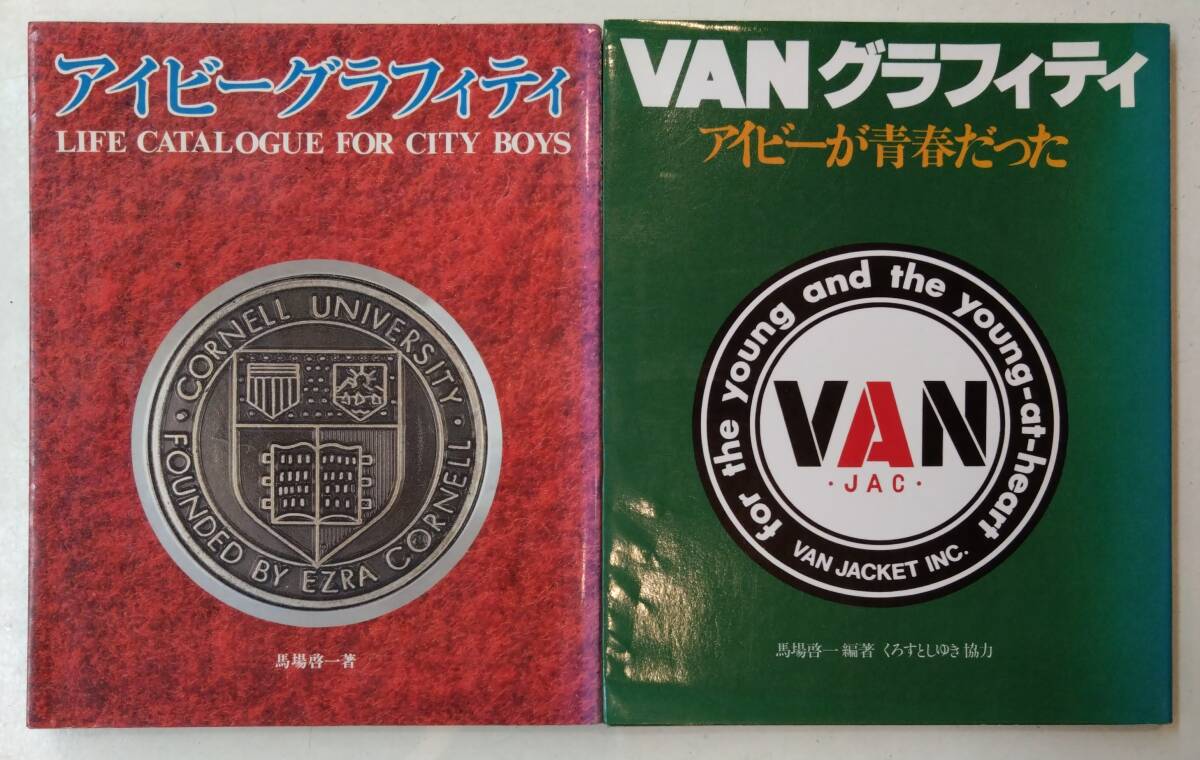 アイビーグラフィティ
LIFE CATALOGUE FOR CITY BOYS
・CORNELL UNIVERSITY・
FOUNDED BY EZRA CORNELL
馬場啓一著
VANグラフィティ
アイビーが青春だった
for the young and the young-at-heart
VAN
・JAC・
VAN JACKET INC.
馬場啓一 編著 くろすとしゆき 協力